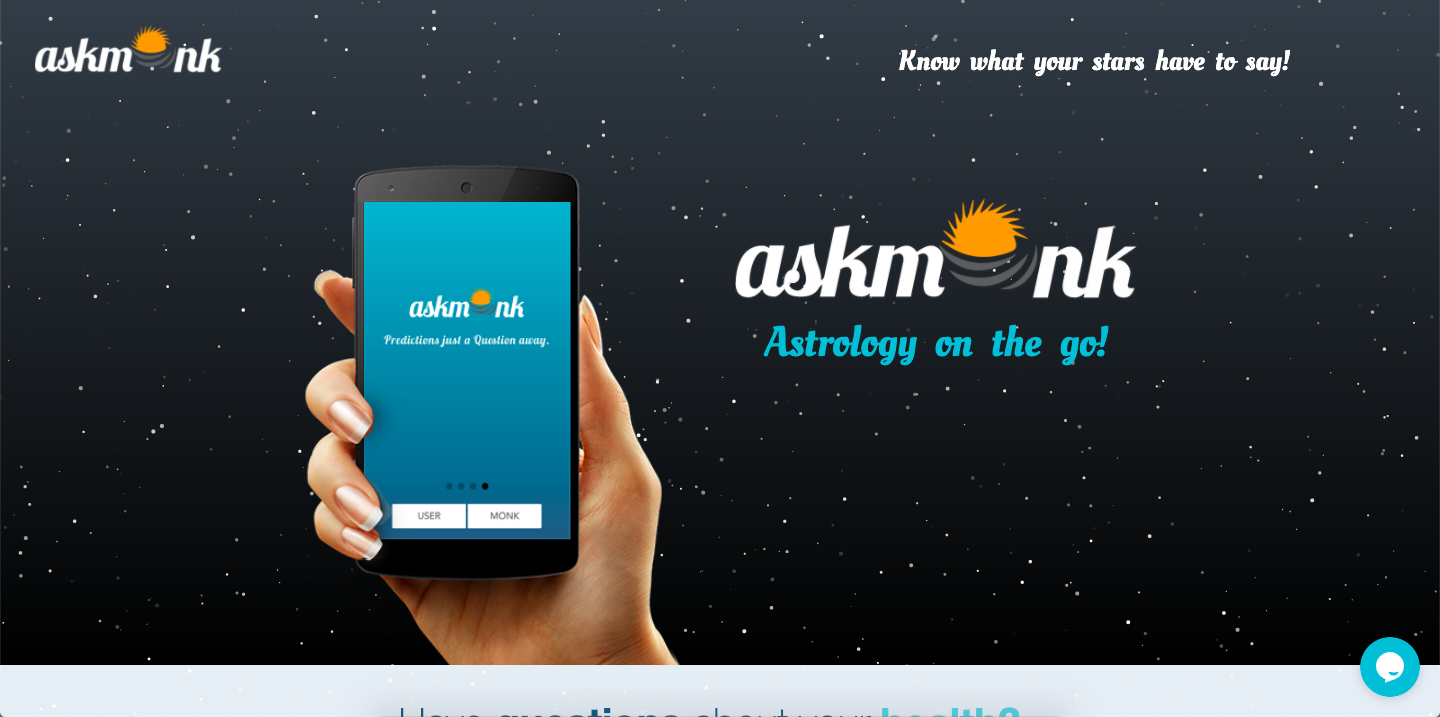 askmonk
Know what your stars have to say!
askmonk
Astrology on the go!
askmonk
Predictions just a Question away.
USER MONK
Have questions about your health?